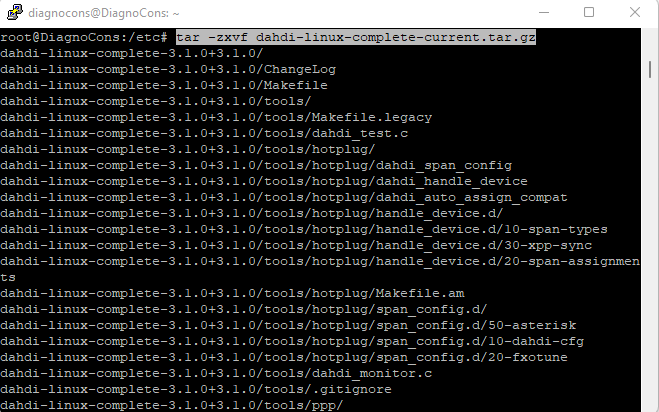 diagnocons@DiagnoCons: ~
root@DiagnoCons:/etc# tar -zxvf dahdi-linux-complete-current.tar.gz
dahdi-linux-complete-3.1.0+3.1.0/
dahdi-linux-complete-3.1.0+3.1.0/ChangeLog
dahdi-linux-complete-3.1.0+3.1.0/Makefile
dahdi-linux-complete-3.1.0+3.1.0/tools/
dahdi-linux-complete-3.1.0+3.1.0/tools/Makefile.legacy
dahdi-linux-complete-3.1.0+3.1.0/tools/dahdi_test.c
dahdi-linux-complete-3.1.0+3.1.0/tools/hotplug/
dahdi-linux-complete-3.1.0+3.1.0/tools/hotplug/dahdi_span_config
dahdi-linux-complete-3.1.0+3.1.0/tools/hotplug/dahdi_handle_device
dahdi-linux-complete-3.1.0+3.1.0/tools/hotplug/dahdi_auto_assign_compat
dahdi-linux-complete-3.1.0+3.1.0/tools/hotplug/handle_device.d/
dahdi-linux-complete-3.1.0+3.1.0/tools/hotplug/handle_device.d/10-span-types
dahdi-linux-complete-3.1.0+3.1.0/tools/hotplug/handle_device.d/30-xpp-sync
dahdi-linux-complete-3.1.0+3.1.0/tools/hotplug/handle_device.d/20-span-assignmen
ts
dahdi-linux-complete-3.1.0+3.1.0/tools/hotplug/Makefile.am
dahdi-linux-complete-3.1.0+3.1.0/tools/hotplug/span_config.d/
dahdi-linux-complete-3.1.0+3.1.0/tools/hotplug/span_config.d/50-asterisk
dahdi-linux-complete-3.1.0+3.1.0/tools/hotplug/span_config.d/10-dahdi-cfg
dahdi-linux-complete-3.1.0+3.1.0/tools/hotplug/span_config.d/20-fxotune
dahdi-linux-complete-3.1.0+3.1.0/tools/dahdi_monitor.c
dahdi-linux-complete-3.1.0+3.1.0/tools/.gitignore
dahdi-linux-complete-3.1.0+3.1.0/tools/ppp/